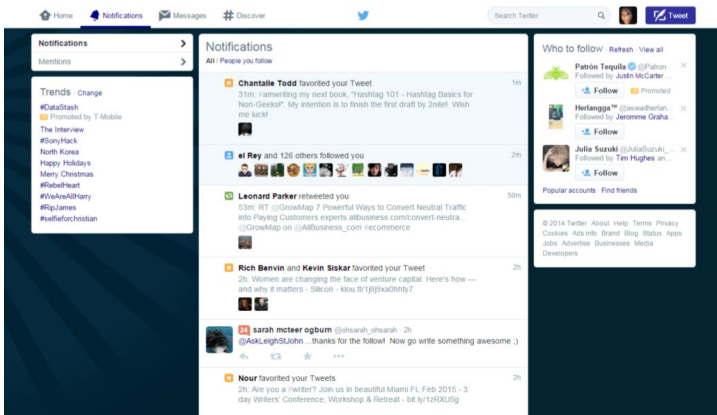 Home Notifications Messages Discover Search Twitter Tweet
Notifications
Mentions
Trends · Change
#DataStash
Promoted by T-Mobile
The Interview
#SonyHack
North Korea
Happy Holidays
Merry Christmas
#RebelHeart
#WeAreAllHarry
#RipJames
#selfieforchristian
Notifications
All / People you follow
Chantalle Todd favorited your Tweet 1m
31m: #amwriting my next book, "Hashtag 101 - Hashtag Basics for
Non-Geeks!". My intention is to finish the first draft by 2nite! Wish
me luck!
el Rey and 126 others followed you 2m
Leonard Parker retweeted you 50m
53m: RT @GrowMap 7 Powerful Ways to Convert Neutral Traffic
into Paying Customers experts.allbusiness.com/convert-neutra...
@GrowMap on @AllBusiness_com #ecommerce
Rich Benvin and Kevin Siskar favorited your Tweet 2h
2h: Women are changing the face of venture capital. Here's how —
and why it matters - Silicon - klou.tt/1j8j9xa0hhly7
24 sarah mcteer ogburn @ohsarah_ohsarah · 2h
@AskLeighStJohn ...thanks for the follow! Now go write something awesome ;)
Nour favorited your Tweets 2h
2h: Are you a #writer? Join us in beautiful Miami FL Feb 2015 - 3
day Writers' Conference, Workshop & Retreat - bit.ly/1zRXU5g
Who to follow · Refresh · View all
Patrón Tequila @Patron
Followed by Justin McCarter ...
Follow Promoted
Herlangga™ @aswadherlan...
Followed by Jeromme Graha...
Follow
Julia Suzuki @JuliaSuzuki_...
Followed by Tim Hughes an...
Follow
Popular accounts · Find friends
© 2014 Twitter About Help Terms Privacy
Cookies Ads info Brand Blog Status Apps
Jobs Advertise Businesses Media
Developers